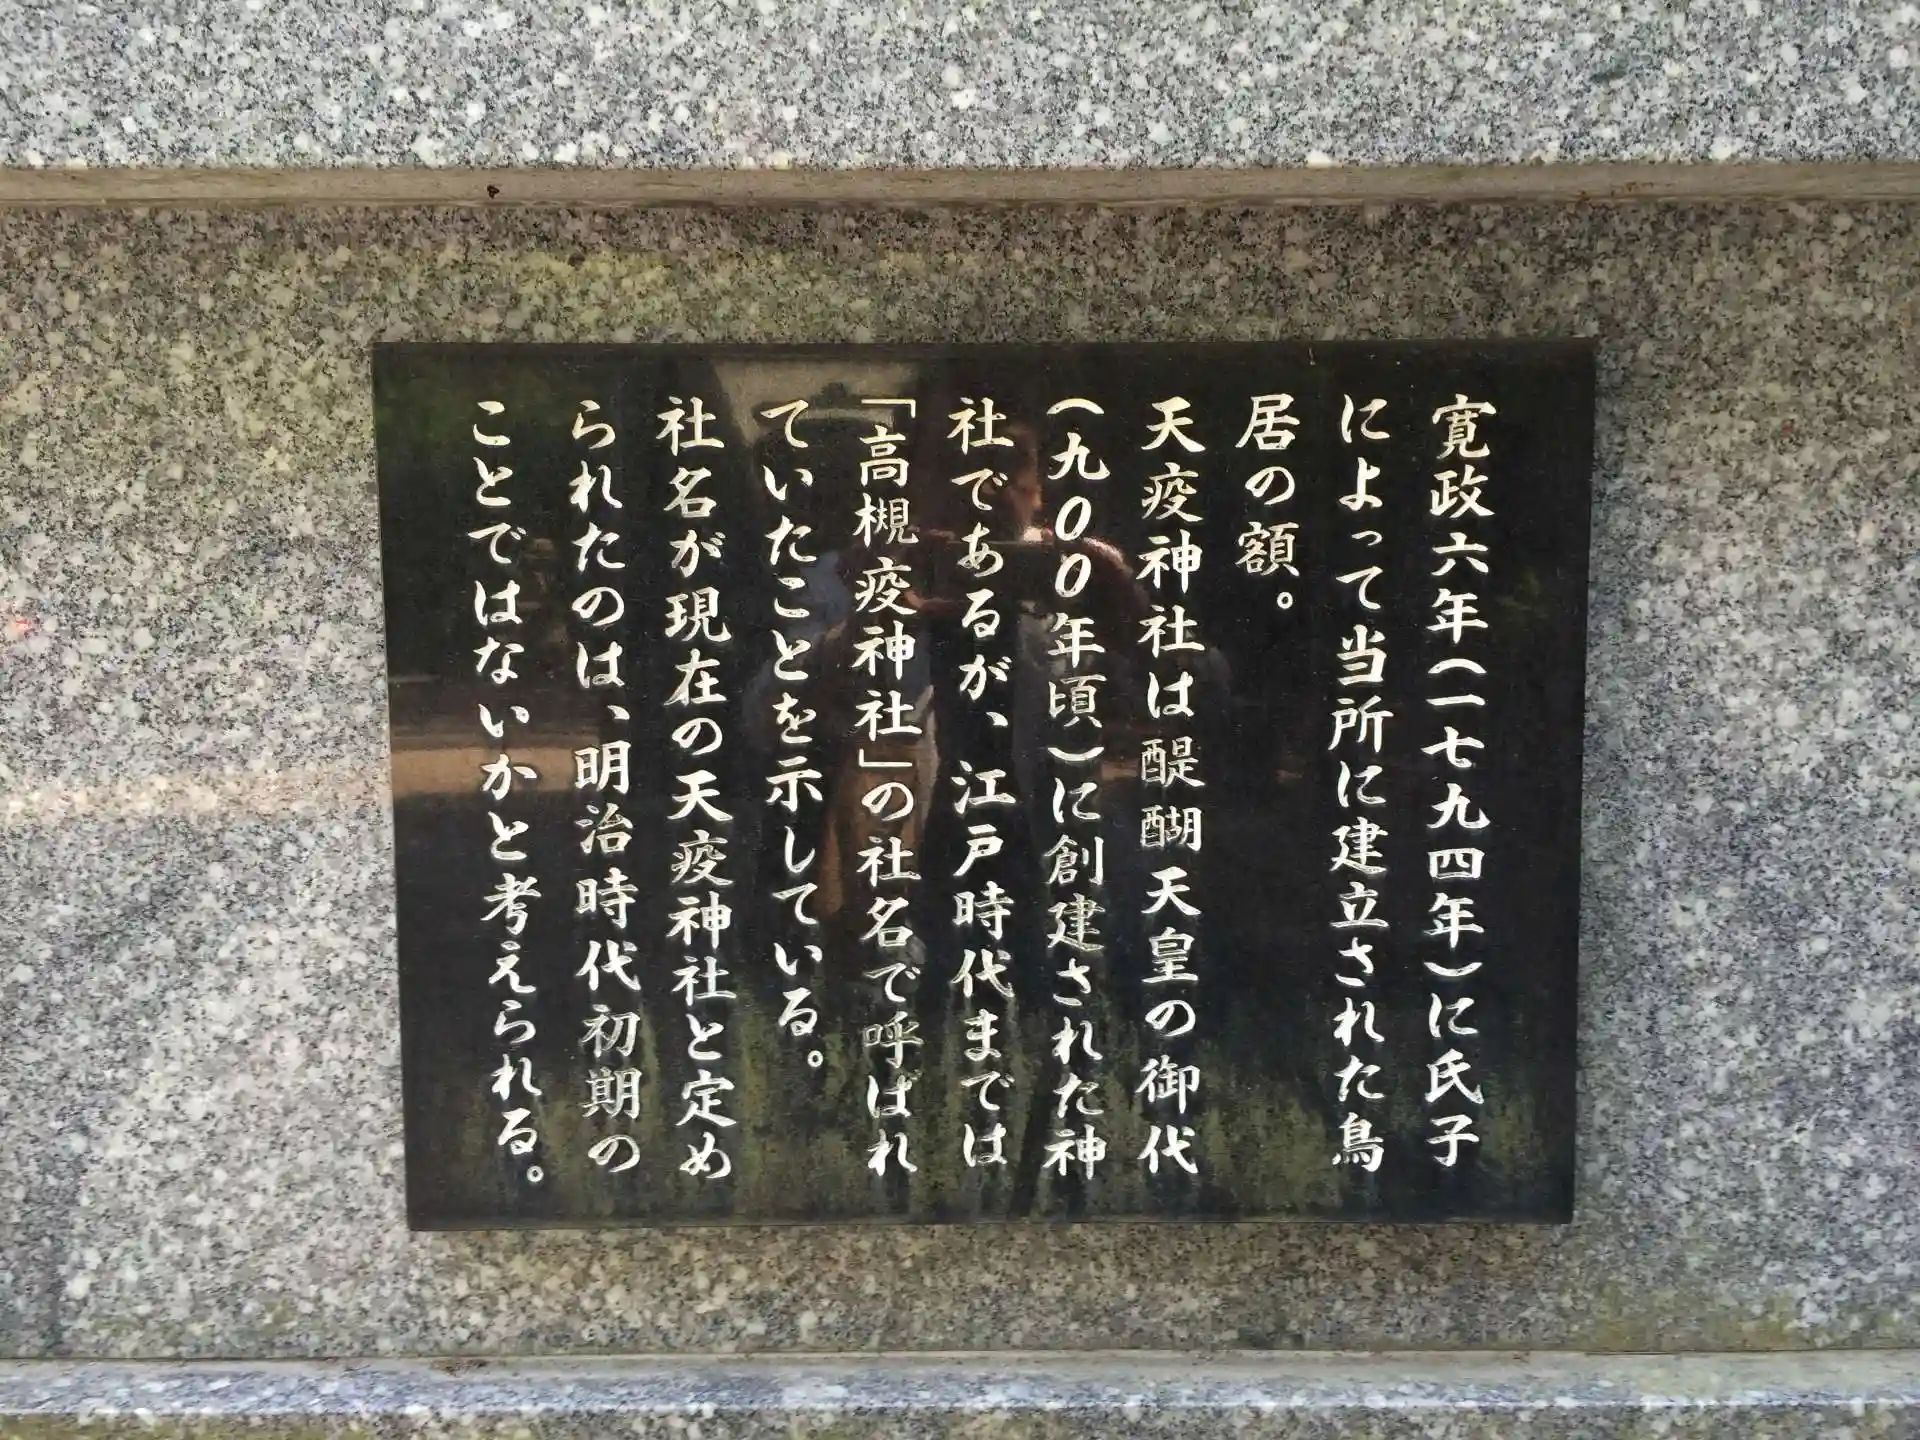 寛政六年(一七九四年)に氏子
によって当所に建立された鳥
居の額。
天疫神社は醍醐天皇の御代
(九00年頃)に創建された神
社であるが、江戸時代までは
「高槻疫神社」の社名で呼ばれ
ていたことを示している。
社名が現在の天疫神社と定め
られたのは、明治時代初期の
ことではないかと考えられる。